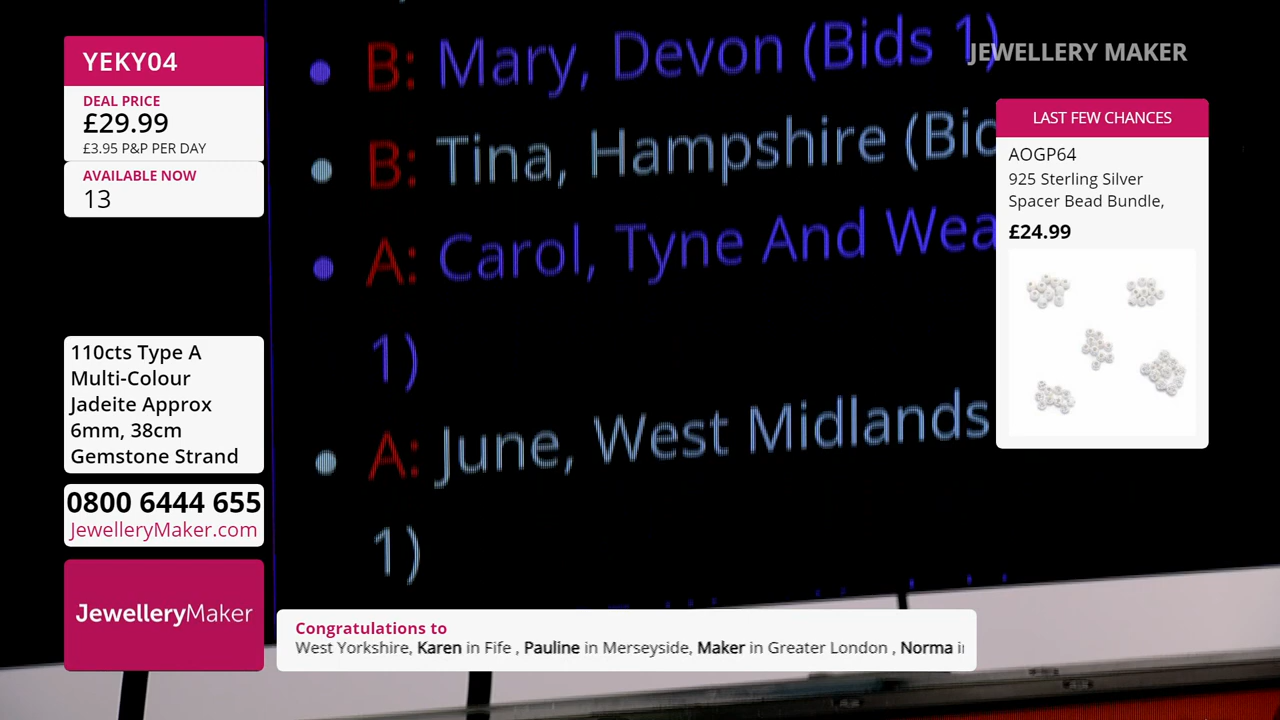 YEKY04
DEAL PRICE
£29.99
£3.95 P&P PER DAY
AVAILABLE NOW
13
110cts Type A
Multi-Colour
Jadeite Approx
6mm, 38cm
Gemstone Strand
0800 6444 655
JewelleryMaker.com
JewelleryMaker
B: Mary, Devon (Bids 1)
B: Tina, Hampshire (Bid
A: Carol, Tyne And Wea
1)
A: June, West Midlands
1)
JEWELLERY MAKER
LAST FEW CHANCES
AOGP64
925 Sterling Silver
Spacer Bead Bundle,
£24.99
Congratulations to
West Yorkshire, Karen in Fife , Pauline in Merseyside, Maker in Greater London , Norma i